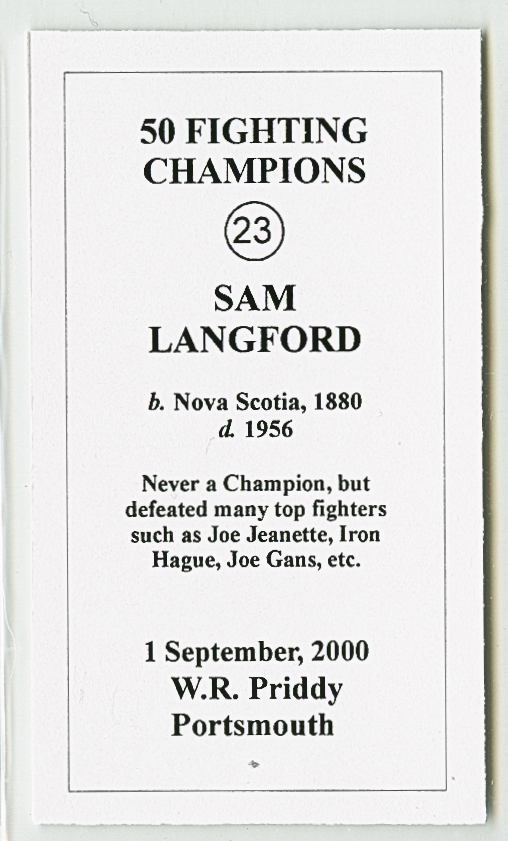 50 FIGHTING
CHAMPIONS
23
SAM
LANGFORD
b. Nova Scotia, 1880
d. 1956
Never a Champion, but
defeated many top fighters
such as Joe Jeanette, Iron
Hague, Joe Gans, etc.
1 September, 2000
W.R. Priddy
Portsmouth